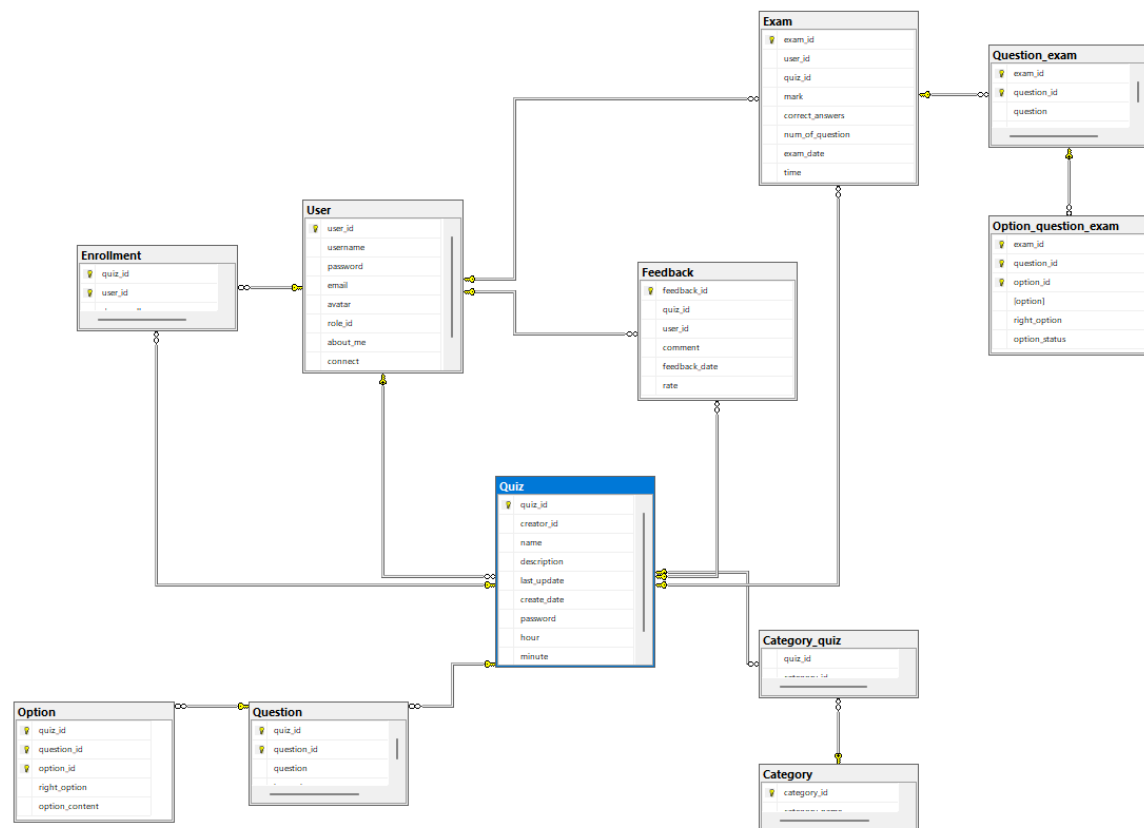 Exam
exam_id
user_id
quiz_id
mark
correct_answers
num_of_question
exam_date
time
Question_exam
exam_id
question_id
question
User
user_id
username
password
email
avatar
role_id
about_me
connect
Enrollment
quiz_id
user_id
Feedback
feedback_id
quiz_id
user_id
comment
feedback_date
rate
Option_question_exam
exam_id
question_id
option_id
[option]
right_option
option_status
Quiz
quiz_id
creator_id
name
description
last_update
create_date
password
hour
minute
Category_quiz
quiz_id
category_id
Option
quiz_id
question_id
option_id
right_option
option_content
Question
quiz_id
question_id
question
Category
category_id
category_name